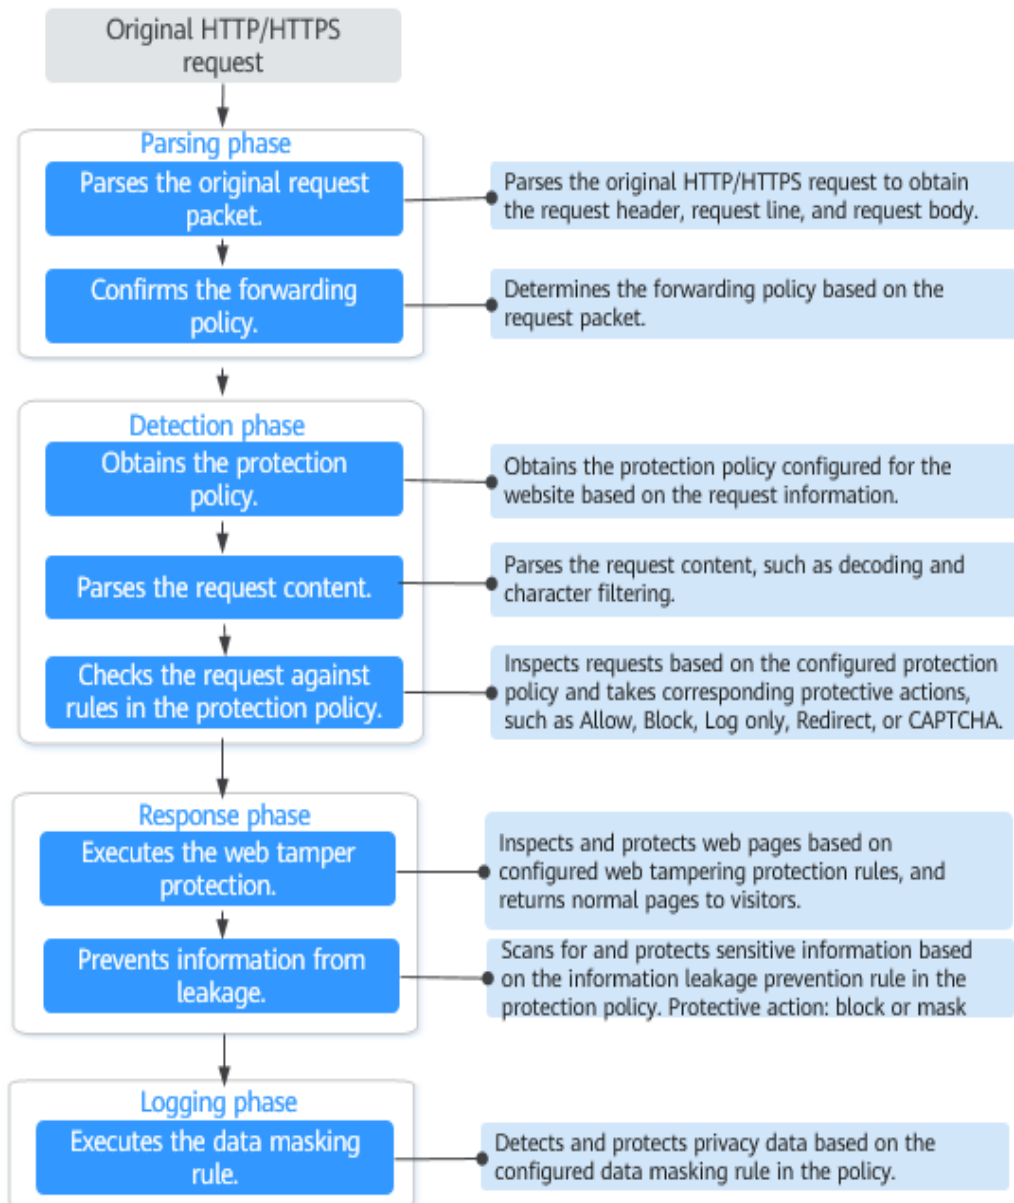 Original HTTP/HTTPS
request
Parsing phase
Parses the original request
packet.
Parses the original HTTP/HTTPS request to obtain
the request header, request line, and request body.
Confirms the forwarding
policy.
Determines the forwarding policy based on the
request packet.
Detection phase
Obtains the protection
policy.
Obtains the protection policy configured for the
website based on the request information.
Parses the request content.
Parses the request content, such as decoding and
character filtering.
Checks the request against
rules in the protection policy.
Inspects requests based on the configured protection
policy and takes corresponding protective actions,
such as Allow, Block, Log only, Redirect, or CAPTCHA.
Response phase
Executes the web tamper
protection.
Inspects and protects web pages based on
configured web tampering protection rules, and
returns normal pages to visitors.
Prevents information from
leakage.
Scans for and protects sensitive information based
on the information leakage prevention rule in the
protection policy. Protective action: block or mask
Logging phase
Executes the data masking
rule.
Detects and protects privacy data based on the
configured data masking rule in the policy.